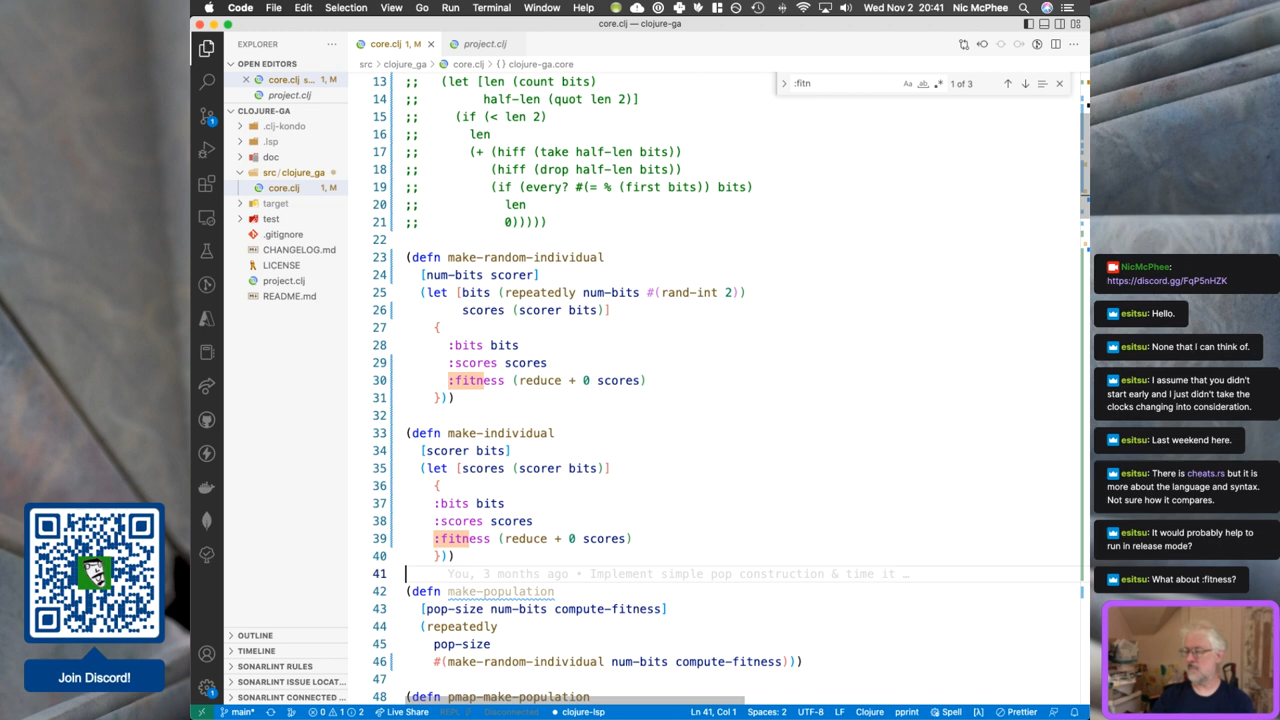 Code File Edit Selection View Go Run Terminal Window Help Wed Nov 2 20:41 Nic McPhee
core.clj — clojure-ga
EXPLORER
OPEN EDITORS
core.clj s... 1, M
project.clj
CLOJURE-GA
.clj-kondo
.lsp
doc
src/clojure_ga
core.clj 1, M
target
test
.gitignore
CHANGELOG.md
LICENSE
project.clj
README.md
OUTLINE
TIMELINE
SONARLINT RULES
SONARLINT ISSUE LOCAT...
SONARLINT CONNECTED ...
core.clj 1, M
project.clj
src > clojure_ga > core.clj > {} clojure-ga.core
:fitn Aa ab 1 of 3
13 ;; (let [len (count bits)
14 ;; half-len (quot len 2)]
15 ;; (if (< len 2)
16 ;; len
17 ;; (+ (hiff (take half-len bits))
18 ;; (hiff (drop half-len bits))
19 ;; (if (every? #(= % (first bits)) bits)
20 ;; len
21 ;; 0)))))
22
23 (defn make-random-individual
24 [num-bits scorer]
25 (let [bits (repeatedly num-bits #(rand-int 2))
26 scores (scorer bits)]
27 {
28 :bits bits
29 :scores scores
30 :fitness (reduce + 0 scores)
31 }))
32
33 (defn make-individual
34 [scorer bits]
35 (let [scores (scorer bits)]
36 {
37 :bits bits
38 :scores scores
39 :fitness (reduce + 0 scores)
40 }))
41 You, 3 months ago • Implement simple pop construction & time it …
42 (defn make-population
43 [pop-size num-bits compute-fitness]
44 (repeatedly
45 pop-size
46 #(make-random-individual num-bits compute-fitness)))
47
48 (defn pmap-make-population
main* 0 1 2 Live Share REPL Disconnected clojure-lsp Ln 41, Col 1 Spaces: 2 UTF-8 LF Clojure pprint Spell [λ] Prettier
Join Discord!
NicMcPhee:
https://discord.gg/FqP5nHZK
esitsu: Hello.
esitsu: None that I can think of.
esitsu: I assume that you didn't
start early and I just didn't take the
clocks changing into consideration.
esitsu: Last weekend here.
esitsu: There is cheats.rs but it is
more about the language and syntax.
Not sure how it compares.
esitsu: It would probably help to
run in release mode?
esitsu: What about :fitness?